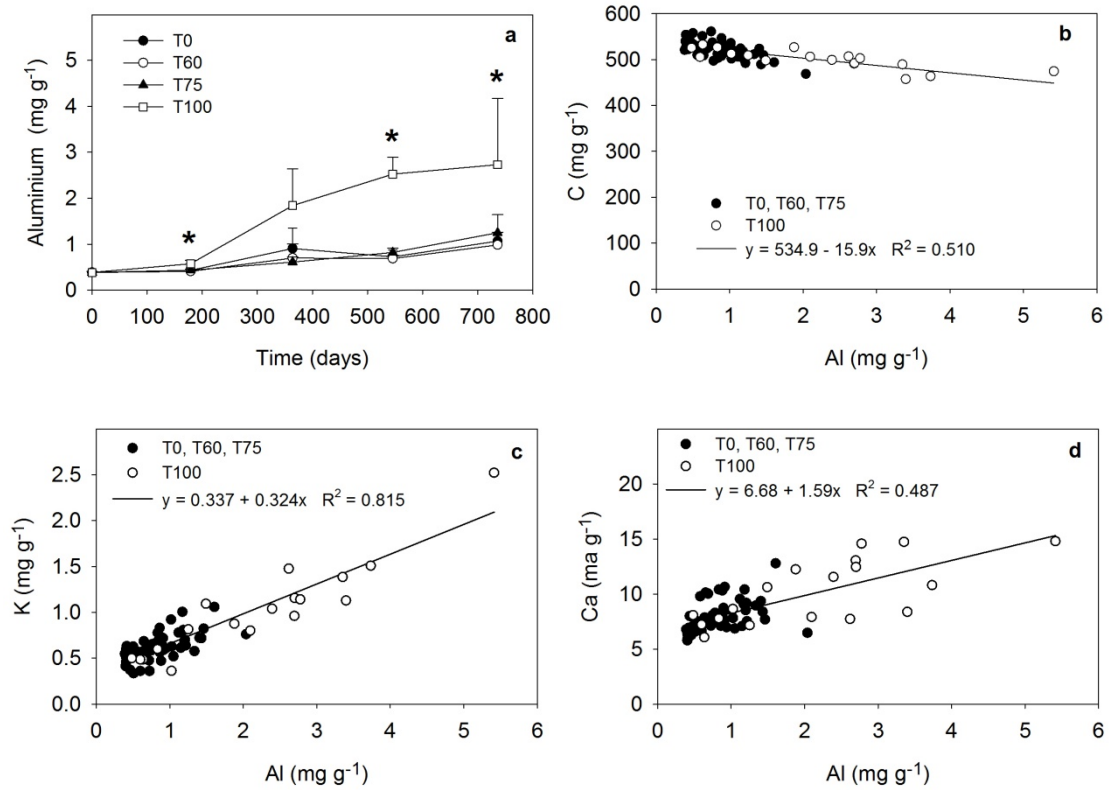 a
T0
T60
T75
T100
*
*
*
Aluminium (mg g-1)
6
5
4
3
2
1
0
0 100 200 300 400 500 600 700 800
Time (days)
b
C (mg g-1)
600
500
400
300
200
100
0
T0, T60, T75
T100
y = 534.9 - 15.9x R2 = 0.510
0 1 2 3 4 5 6
Al (mg g-1)
c
T0, T60, T75
T100
y = 0.337 + 0.324x R2 = 0.815
K (mg g-1)
2.5
2.0
1.5
1.0
0.5
0.0
0 1 2 3 4 5 6
Al (mg g-1)
d
T0, T60, T75
T100
y = 6.68 + 1.59x R2 = 0.487
Ca (ma g-1)
20
15
10
5
0
0 1 2 3 4 5 6
Al (mg g-1)